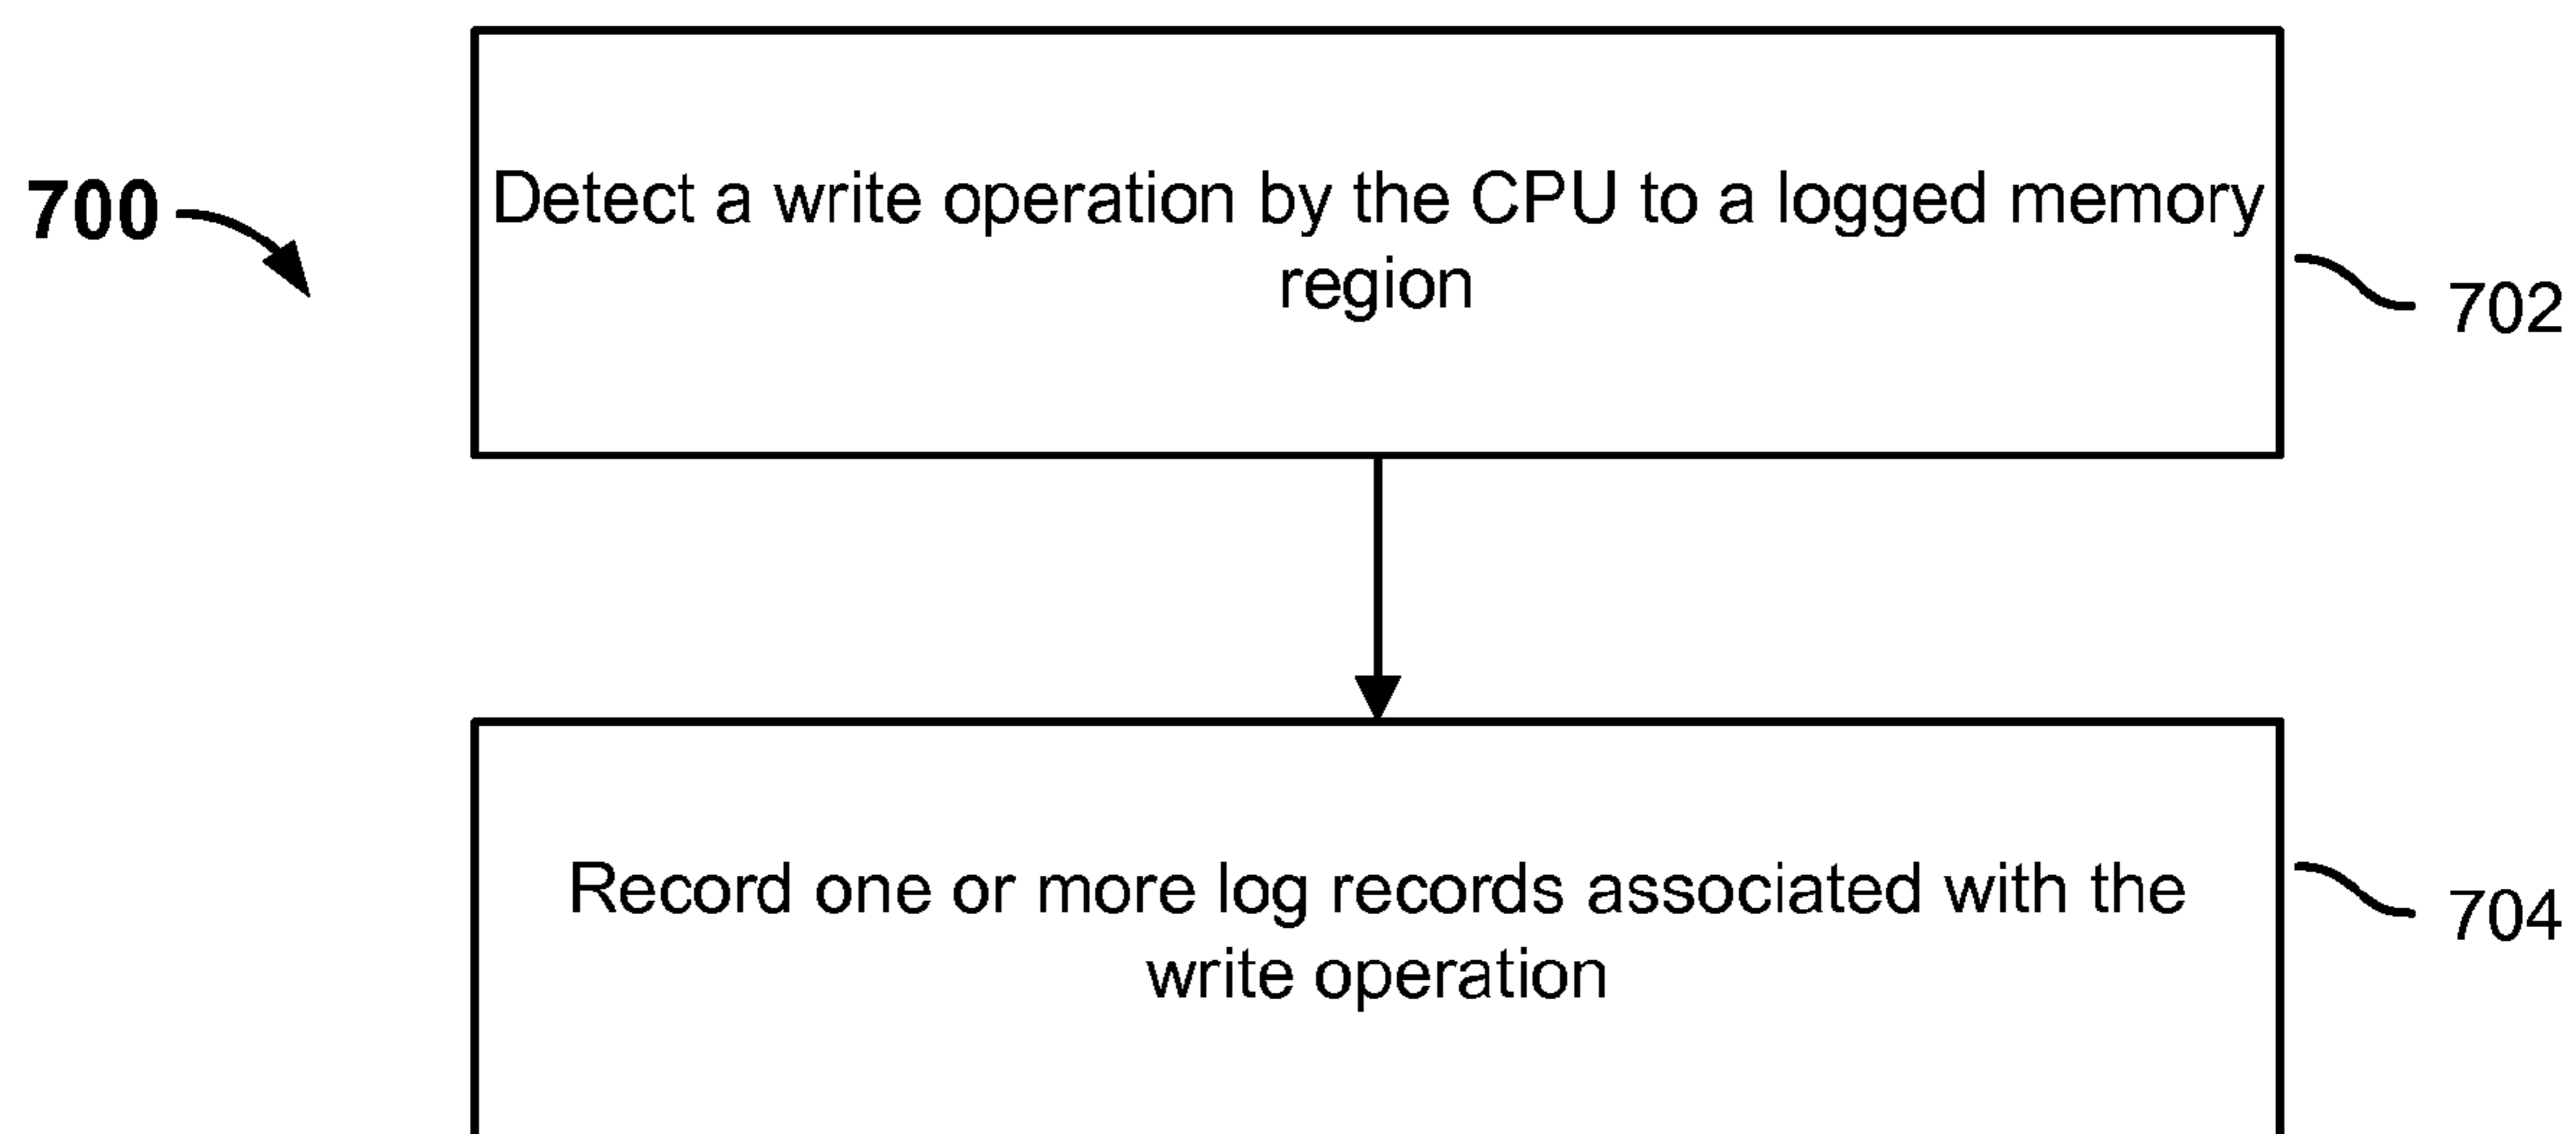 Detect a write operation by the CPU to a logged memory
region
700
702
Record one or more log records associated with the
write operation
704